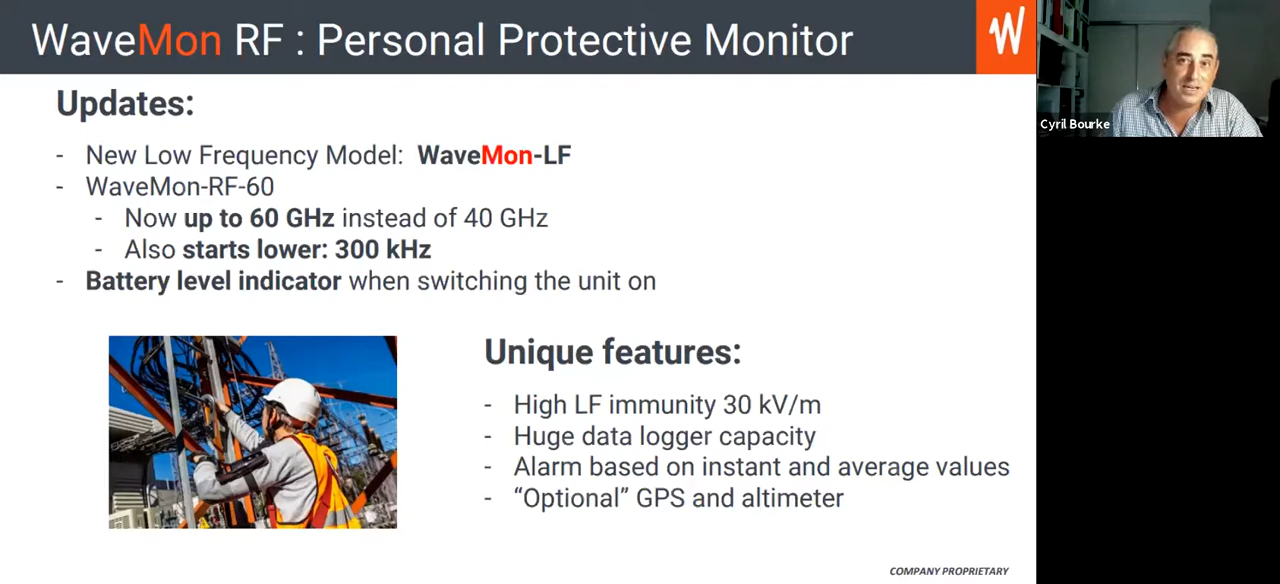 WaveMon RF : Personal Protective Monitor
W
Cyril Bourke
Updates:
- New Low Frequency Model: WaveMon-LF
- WaveMon-RF-60
- Now up to 60 GHz instead of 40 GHz
- Also starts lower: 300 kHz
- Battery level indicator when switching the unit on
Unique features:
- High LF immunity 30 kV/m
- Huge data logger capacity
- Alarm based on instant and average values
- “Optional” GPS and altimeter
COMPANY PROPRIETARY